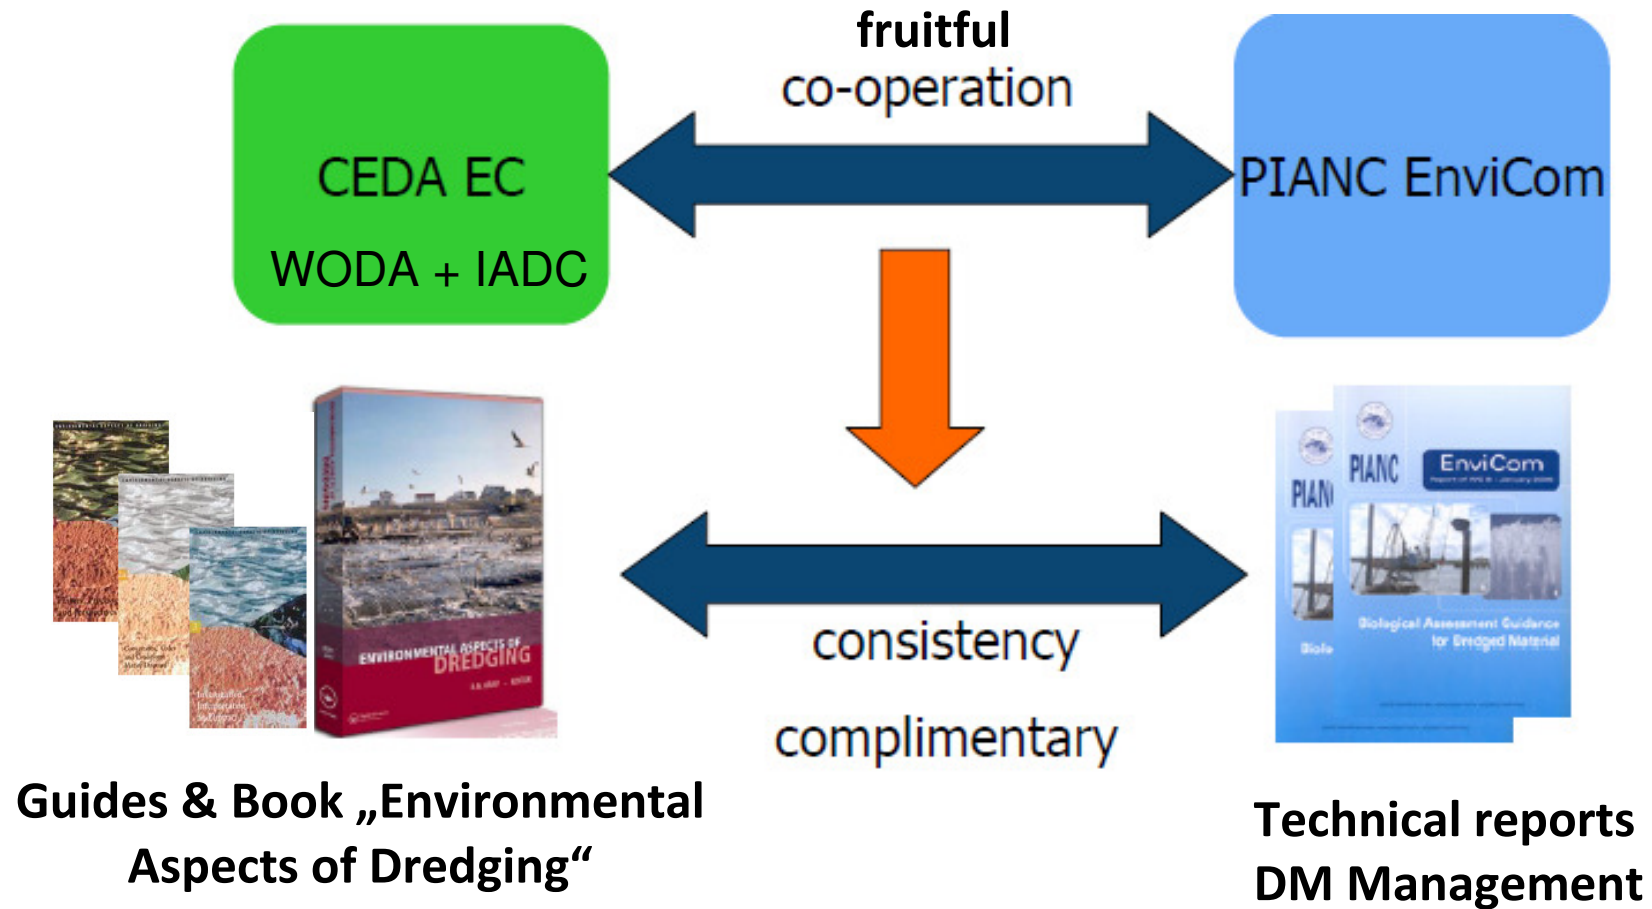 fruitful
co-operation
CEDA EC
WODA + IADC
PIANC EnviCom
ENVIRONMENTAL ASPECTS OF
DREDGING
PIANC
EnviCom
Biological Assessment Guidance
for Dredged Material
consistency
complimentary
Guides & Book „Environmental
Aspects of Dredging“
Technical reports
DM Management